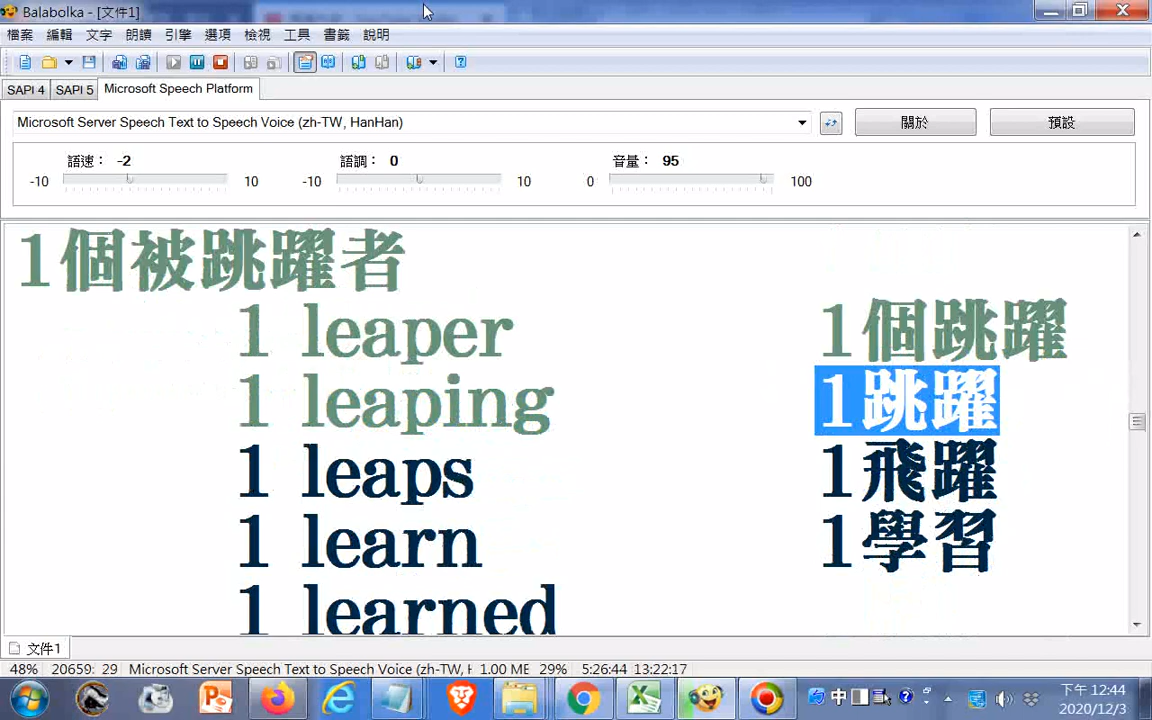 Balabolka - [文件1]
檔案 編輯 文字 朗讀 引擎 選項 檢視 工具 書籤 說明
SAPI 4 SAPI 5 Microsoft Speech Platform
Microsoft Server Speech Text to Speech Voice (zh-TW, HanHan) 關於 預設
語速： -2 語調： 0 音量： 95
-10 10 -10 10 0 100
1個被跳躍者
1 leaper 1個跳躍
1 leaping 1跳躍
1 leaps 1飛躍
1 learn 1學習
1 learned
文件1
48% 20659: 29 Microsoft Server Speech Text to Speech Voice (zh-TW, H 1.00 ME 29% 5:26:44 13:22:17
中 下午 12:44
2020/12/3